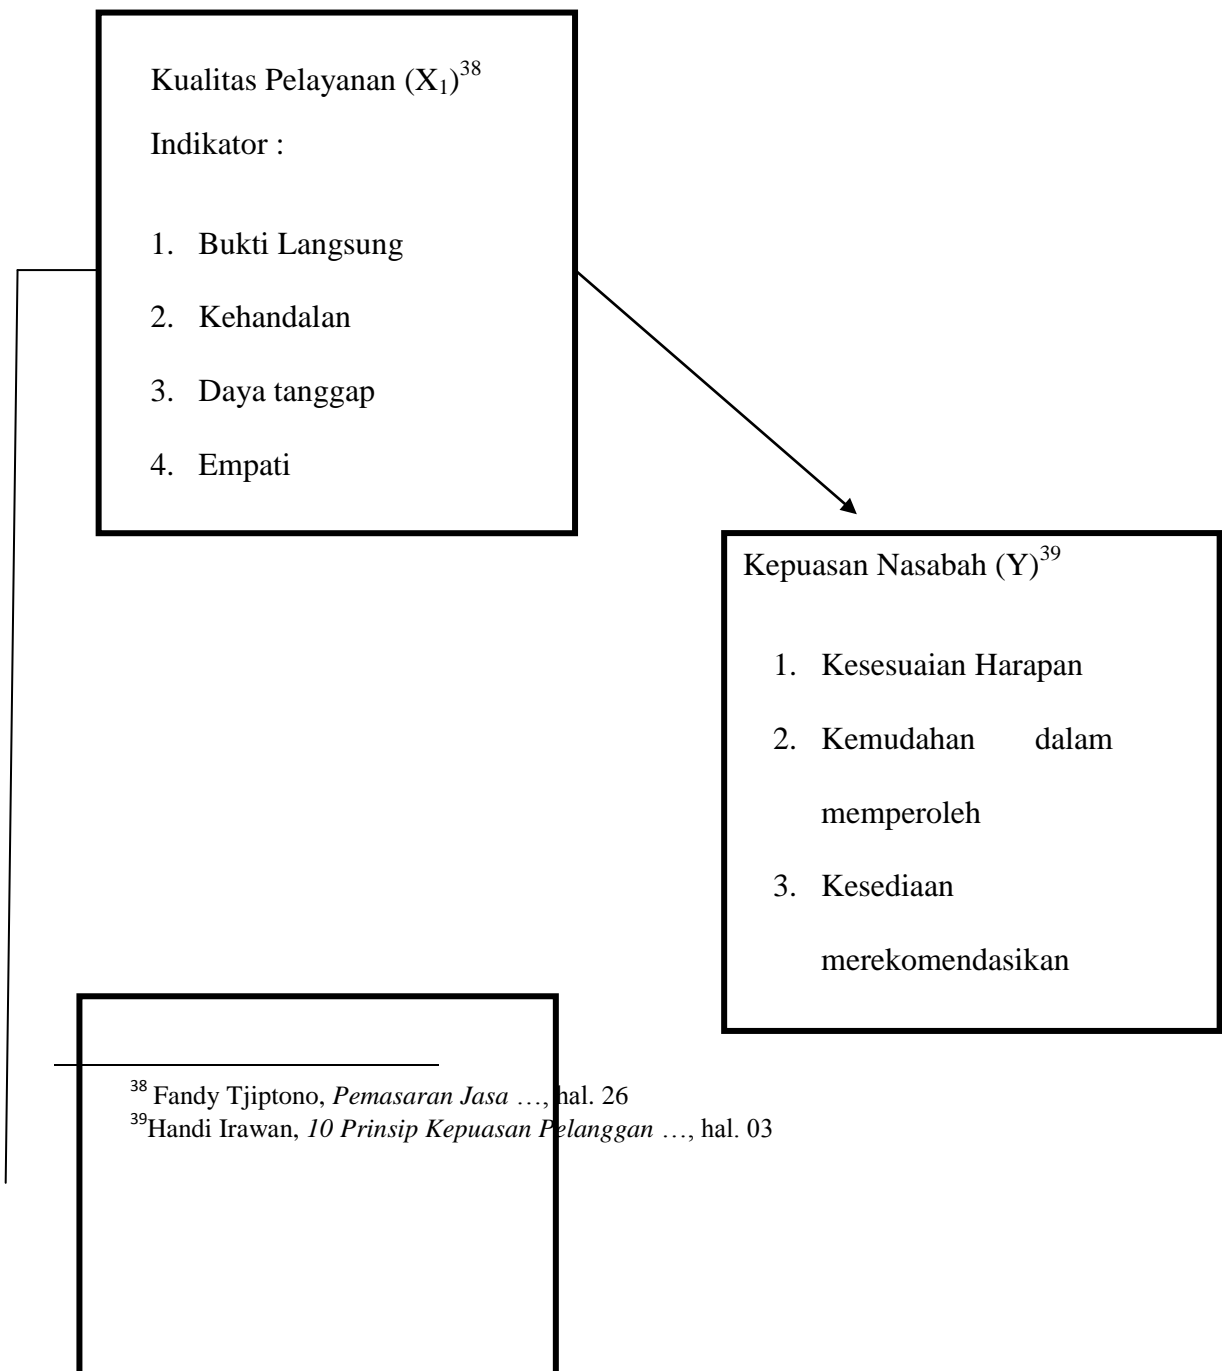 Kualitas Pelayanan (X₁)³⁸
Indikator :
1. Bukti Langsung
2. Kehandalan
3. Daya tanggap
4. Empati
Kepuasan Nasabah (Y)³⁹
1. Kesesuaian Harapan
2. Kemudahan dalam
memperoleh
3. Kesediaan
merekomendasikan
³⁸ Fandy Tjiptono, Pemasaran Jasa …, hal. 26
³⁹Handi Irawan, 10 Prinsip Kepuasan Pelanggan …, hal. 03